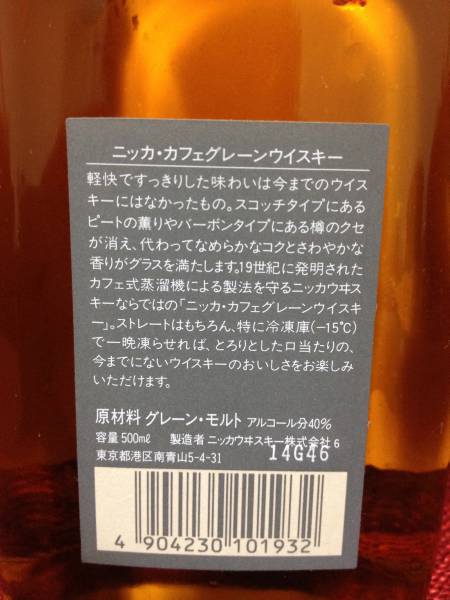 ニッカ・カフェグレーンウイスキー
軽快ですっきりした味わいは今までのウイス
キーにはなかったもの。スコッチタイプにある
ピートの薫りやバーボンタイプにある樽のクセ
が消え、代わってなめらかなコクとさわやかな
香りがグラスを満たします。19世紀に発明された
カフェ式蒸溜機による製法を守るニッカウヰス
キーならではの「ニッカ・カフェグレーンウイスキ
ー」。ストレートはもちろん、特に冷凍庫(−15℃)
で一晩凍らせれば、とろりとした口当たりの、
今までにないウイスキーのおいしさをお楽しみ
いただけます。
原材料 グレーン・モルト アルコール分40%
容量500mℓ 製造者 ニッカウヰスキー株式会社 6
東京都港区南青山5-4-31 14G46
4 904230 101932